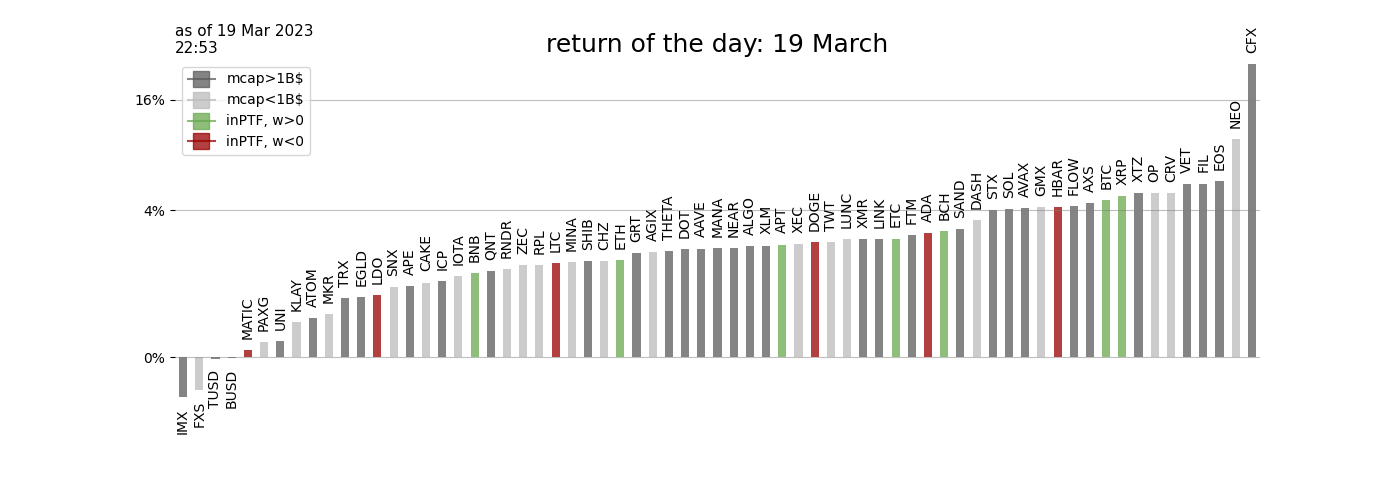 as of 19 Mar 2023
22:53
return of the day: 19 March
mcap>1B$
mcap<1B$
inPTF, w>0
inPTF, w<0
16%
4%
0%
IMX
FXS
TUSD
BUSD
MATIC
PAXG
UNI
KLAY
ATOM
MKR
TRX
EGLD
LDO
SNX
APE
CAKE
ICP
IOTA
BNB
QNT
RNDR
ZEC
RPL
LTC
MINA
SHIB
CHZ
ETH
GRT
AGIX
THETA
DOT
AAVE
MANA
NEAR
ALGO
XLM
APT
XEC
DOGE
TWT
LUNC
XMR
LINK
ETC
FTM
ADA
BCH
SAND
DASH
STX
SOL
AVAX
GMX
HBAR
FLOW
AXS
BTC
XRP
XTZ
OP
CRV
VET
FIL
EOS
NEO
CFX